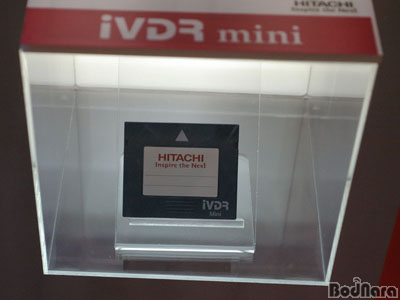 HITACHI
Inspire the Next
iVDR mini
HITACHI
Inspire the Next
iVDR
Mini
BodNara